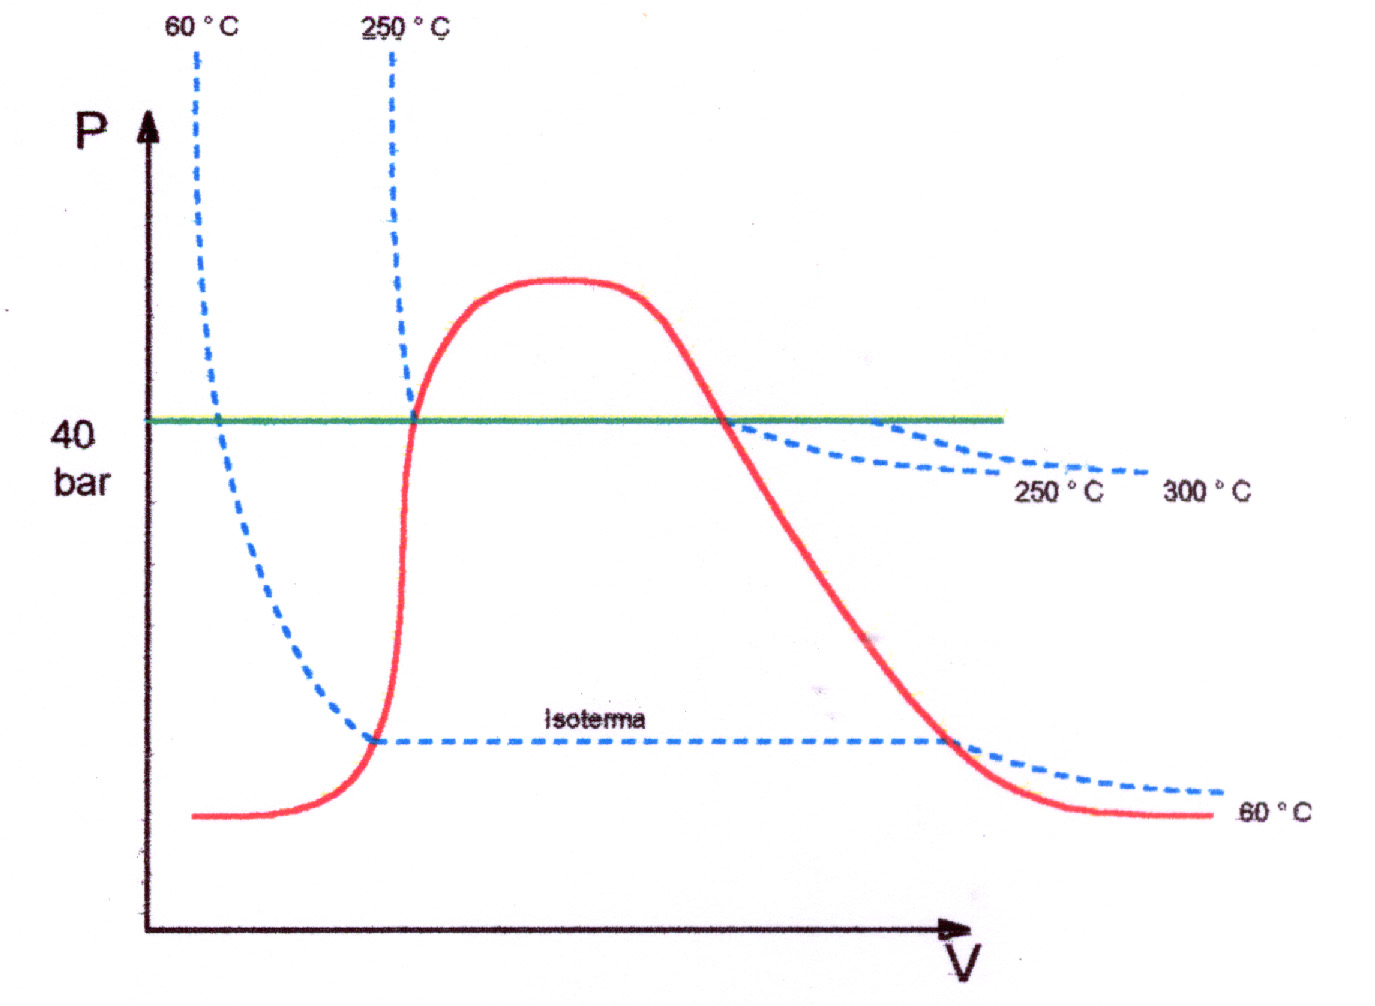 60 ° C
250 ° C
P
40
bar
250 ° C
300 ° C
Isoterma
60 ° C
V